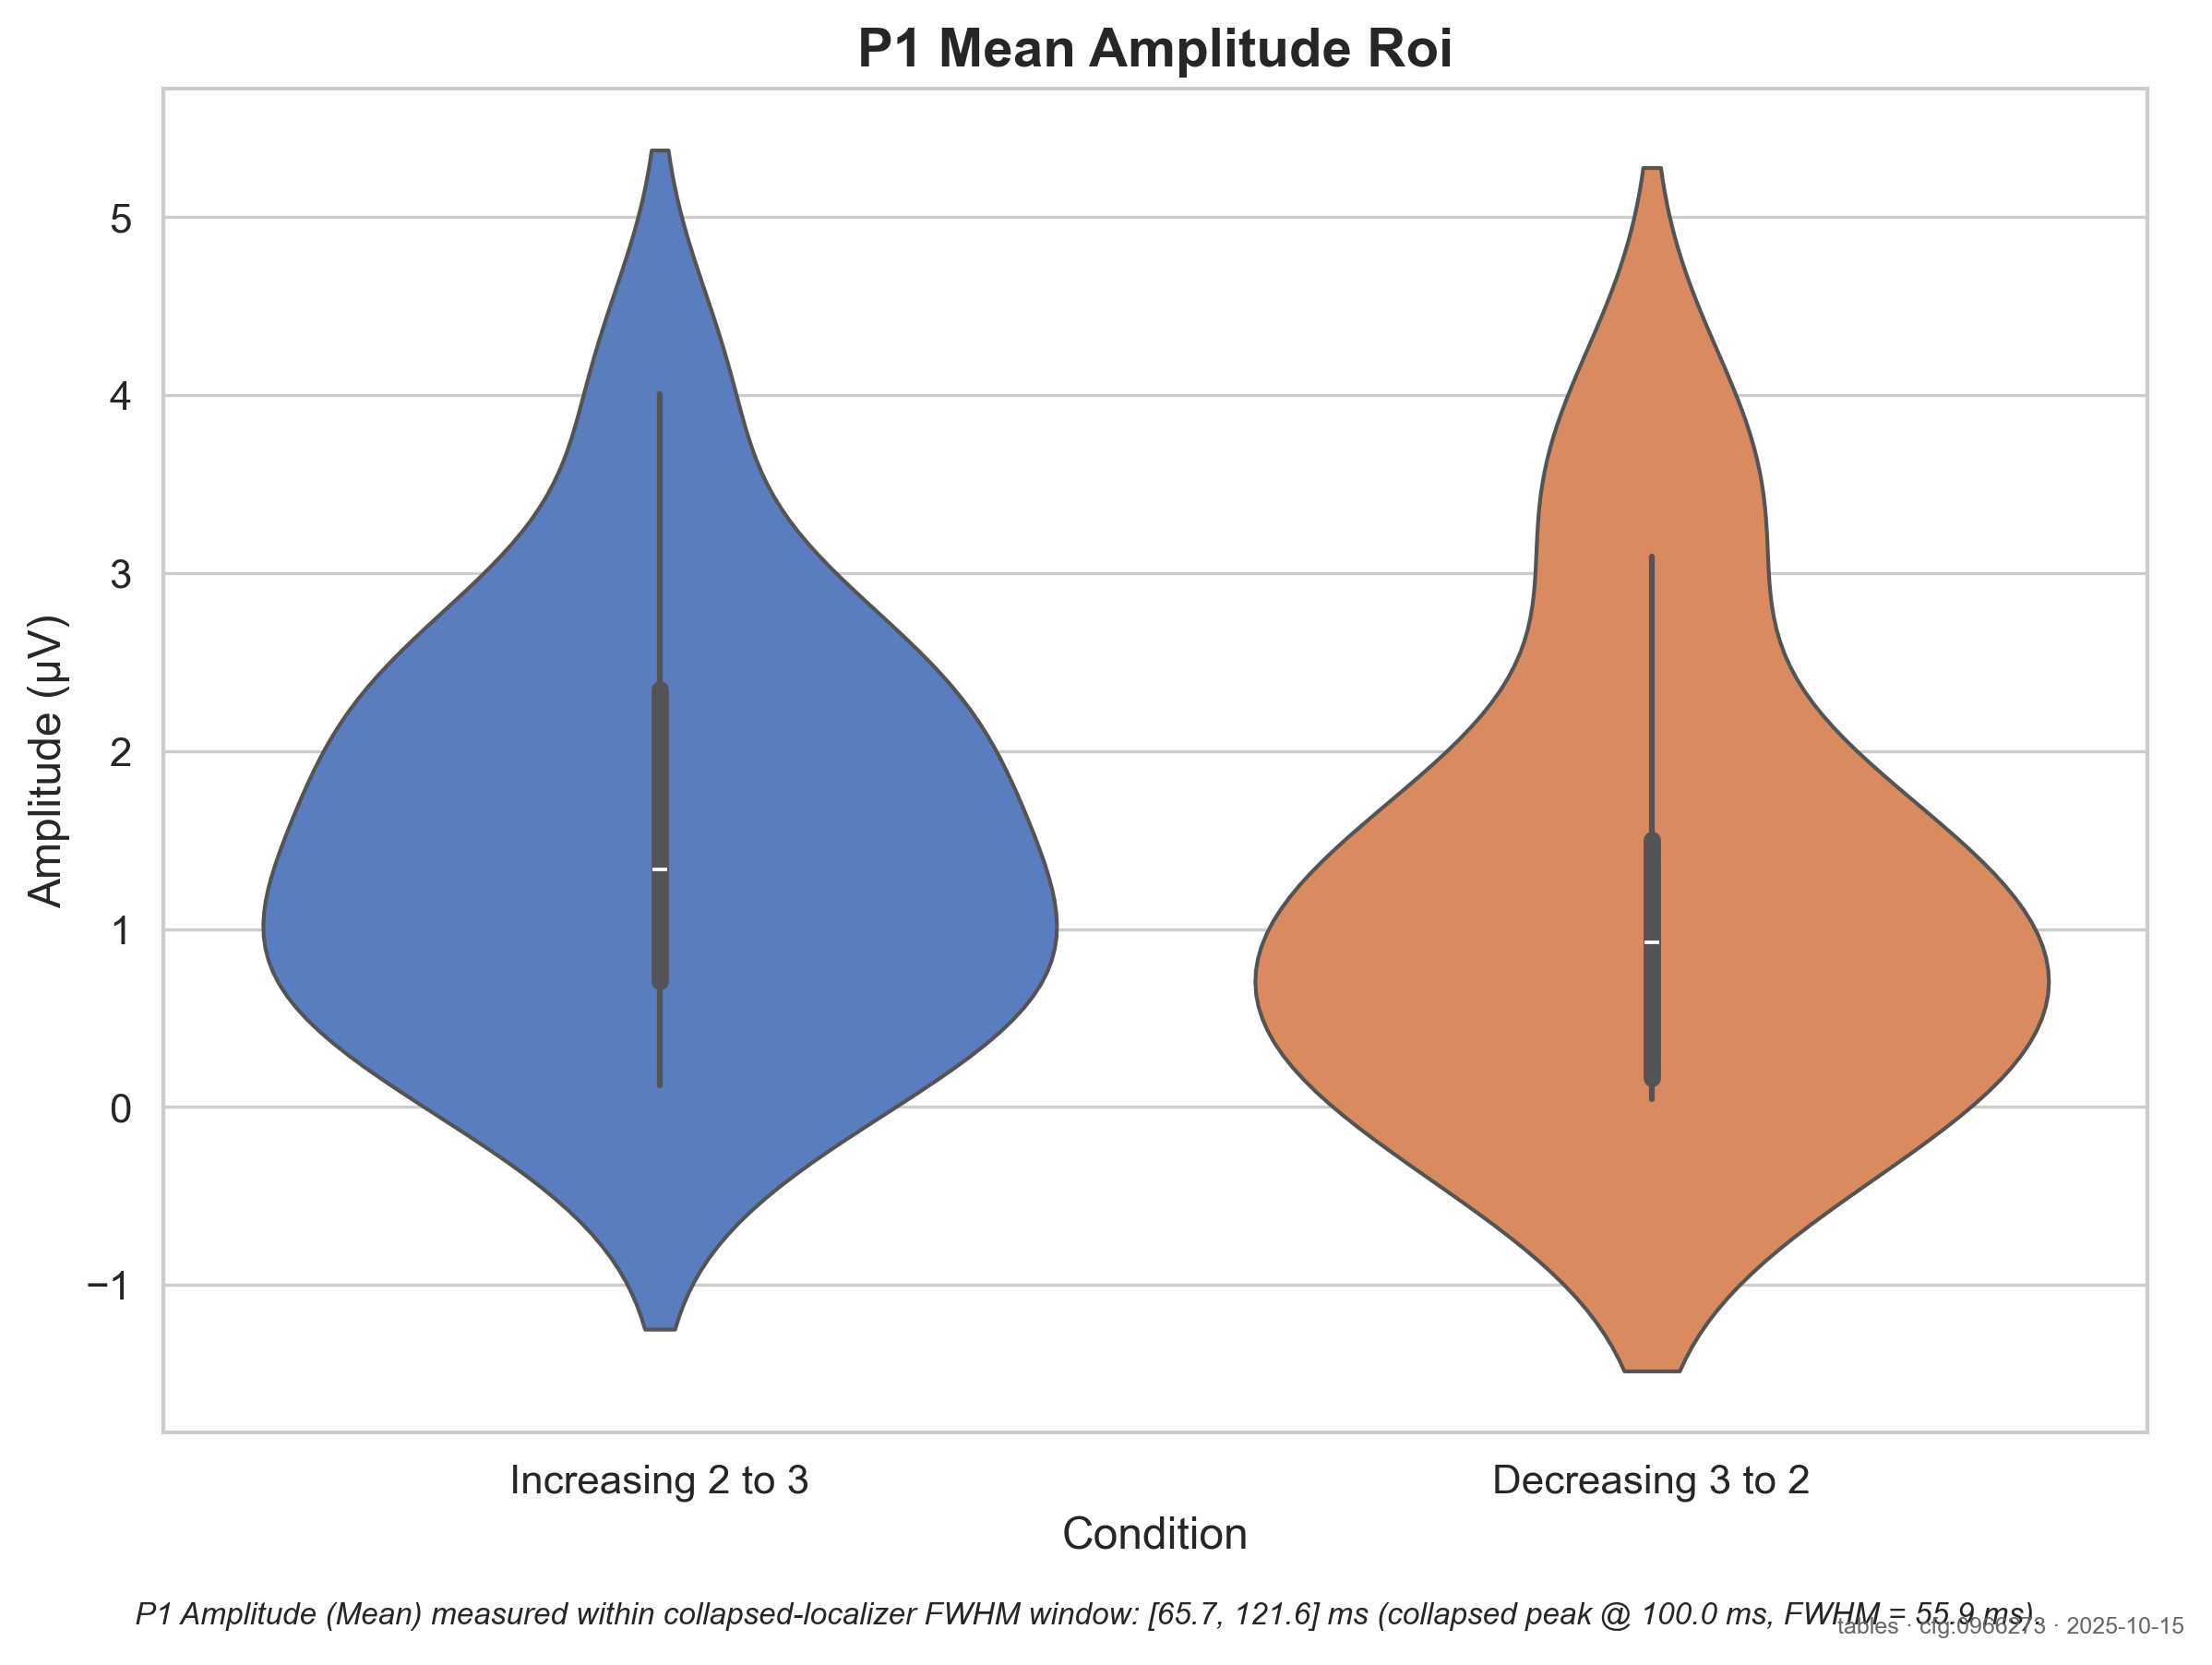 P1 Mean Amplitude Roi
Amplitude (µV)
5
4
3
2
1
0
−1
Increasing 2 to 3
Decreasing 3 to 2
Condition
P1 Amplitude (Mean) measured within collapsed-localizer FWHM window: [65.7, 121.6] ms (collapsed peak @ 100.0 ms, FWHM = 55.9 ms).
tables · cfg:0966273 · 2025-10-15